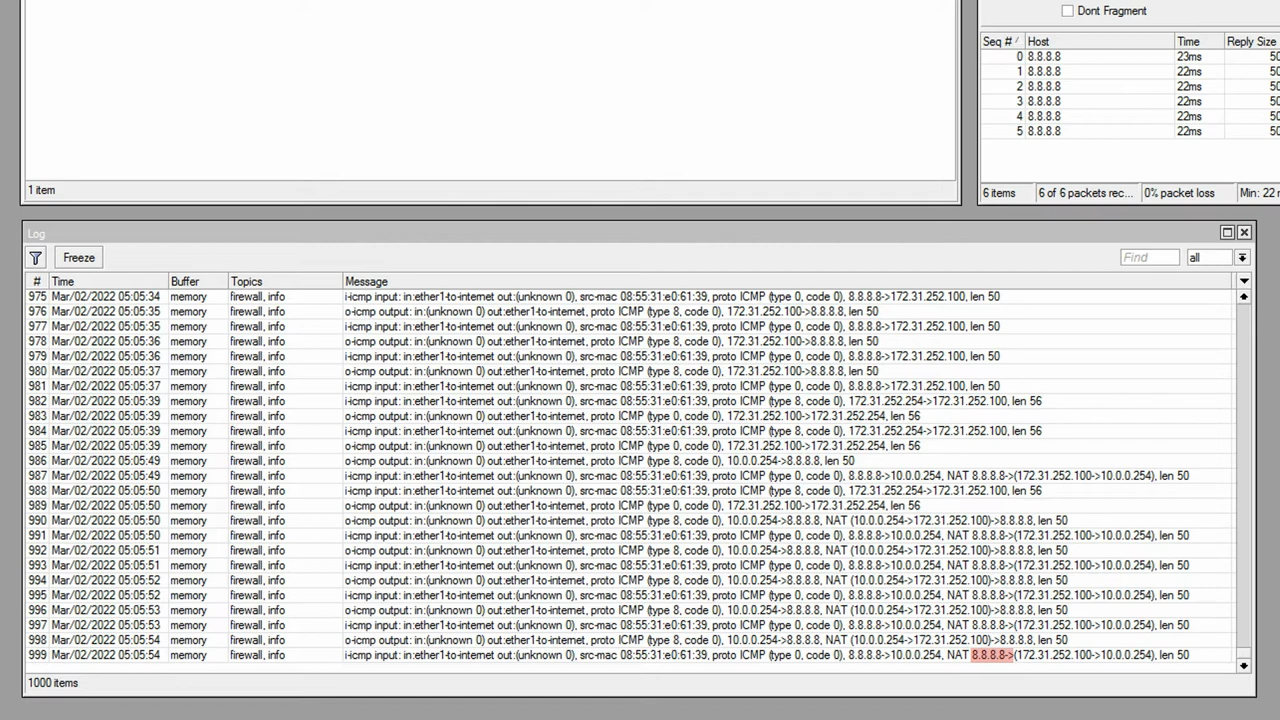 Dont Fragment
Seq # Host Time Reply Size
0 8.8.8.8 23ms 50
1 8.8.8.8 22ms 50
2 8.8.8.8 22ms 50
3 8.8.8.8 22ms 50
4 8.8.8.8 22ms 50
5 8.8.8.8 22ms 50
1 item
6 items 6 of 6 packets rec... 0% packet loss Min: 22 m
Log
Freeze Find all
# Time Buffer Topics Message
975 Mar/02/2022 05:05:34 memory firewall, info i-icmp input: in:ether1-to-internet out:(unknown 0), src-mac 08:55:31:e0:61:39, proto ICMP (type 0, code 0), 8.8.8.8->172.31.252.100, len 50
976 Mar/02/2022 05:05:35 memory firewall, info o-icmp output: in:(unknown 0) out:ether1-to-internet, proto ICMP (type 8, code 0), 172.31.252.100->8.8.8.8, len 50
977 Mar/02/2022 05:05:35 memory firewall, info i-icmp input: in:ether1-to-internet out:(unknown 0), src-mac 08:55:31:e0:61:39, proto ICMP (type 0, code 0), 8.8.8.8->172.31.252.100, len 50
978 Mar/02/2022 05:05:36 memory firewall, info o-icmp output: in:(unknown 0) out:ether1-to-internet, proto ICMP (type 8, code 0), 172.31.252.100->8.8.8.8, len 50
979 Mar/02/2022 05:05:36 memory firewall, info i-icmp input: in:ether1-to-internet out:(unknown 0), src-mac 08:55:31:e0:61:39, proto ICMP (type 0, code 0), 8.8.8.8->172.31.252.100, len 50
980 Mar/02/2022 05:05:37 memory firewall, info o-icmp output: in:(unknown 0) out:ether1-to-internet, proto ICMP (type 8, code 0), 172.31.252.100->8.8.8.8, len 50
981 Mar/02/2022 05:05:37 memory firewall, info i-icmp input: in:ether1-to-internet out:(unknown 0), src-mac 08:55:31:e0:61:39, proto ICMP (type 0, code 0), 8.8.8.8->172.31.252.100, len 50
982 Mar/02/2022 05:05:39 memory firewall, info i-icmp input: in:ether1-to-internet out:(unknown 0), src-mac 08:55:31:e0:61:39, proto ICMP (type 8, code 0), 172.31.252.254->172.31.252.100, len 56
983 Mar/02/2022 05:05:39 memory firewall, info o-icmp output: in:(unknown 0) out:ether1-to-internet, proto ICMP (type 0, code 0), 172.31.252.100->172.31.252.254, len 56
984 Mar/02/2022 05:05:39 memory firewall, info i-icmp input: in:ether1-to-internet out:(unknown 0), src-mac 08:55:31:e0:61:39, proto ICMP (type 8, code 0), 172.31.252.254->172.31.252.100, len 56
985 Mar/02/2022 05:05:39 memory firewall, info o-icmp output: in:(unknown 0) out:ether1-to-internet, proto ICMP (type 0, code 0), 172.31.252.100->172.31.252.254, len 56
986 Mar/02/2022 05:05:49 memory firewall, info o-icmp output: in:(unknown 0) out:ether1-to-internet, proto ICMP (type 8, code 0), 10.0.0.254->8.8.8.8, len 50
987 Mar/02/2022 05:05:49 memory firewall, info i-icmp input: in:ether1-to-internet out:(unknown 0), src-mac 08:55:31:e0:61:39, proto ICMP (type 0, code 0), 8.8.8.8->10.0.0.254, NAT 8.8.8.8->(172.31.252.100->10.0.0.254), len 50
988 Mar/02/2022 05:05:50 memory firewall, info i-icmp input: in:ether1-to-internet out:(unknown 0), src-mac 08:55:31:e0:61:39, proto ICMP (type 8, code 0), 172.31.252.254->172.31.252.100, len 56
989 Mar/02/2022 05:05:50 memory firewall, info o-icmp output: in:(unknown 0) out:ether1-to-internet, proto ICMP (type 0, code 0), 172.31.252.100->172.31.252.254, len 56
990 Mar/02/2022 05:05:50 memory firewall, info o-icmp output: in:(unknown 0) out:ether1-to-internet, proto ICMP (type 8, code 0), 10.0.0.254->8.8.8.8, NAT (10.0.0.254->172.31.252.100)->8.8.8.8, len 50
991 Mar/02/2022 05:05:50 memory firewall, info i-icmp input: in:ether1-to-internet out:(unknown 0), src-mac 08:55:31:e0:61:39, proto ICMP (type 0, code 0), 8.8.8.8->10.0.0.254, NAT 8.8.8.8->(172.31.252.100->10.0.0.254), len 50
992 Mar/02/2022 05:05:51 memory firewall, info o-icmp output: in:(unknown 0) out:ether1-to-internet, proto ICMP (type 8, code 0), 10.0.0.254->8.8.8.8, NAT (10.0.0.254->172.31.252.100)->8.8.8.8, len 50
993 Mar/02/2022 05:05:51 memory firewall, info i-icmp input: in:ether1-to-internet out:(unknown 0), src-mac 08:55:31:e0:61:39, proto ICMP (type 0, code 0), 8.8.8.8->10.0.0.254, NAT 8.8.8.8->(172.31.252.100->10.0.0.254), len 50
994 Mar/02/2022 05:05:52 memory firewall, info o-icmp output: in:(unknown 0) out:ether1-to-internet, proto ICMP (type 8, code 0), 10.0.0.254->8.8.8.8, NAT (10.0.0.254->172.31.252.100)->8.8.8.8, len 50
995 Mar/02/2022 05:05:52 memory firewall, info i-icmp input: in:ether1-to-internet out:(unknown 0), src-mac 08:55:31:e0:61:39, proto ICMP (type 0, code 0), 8.8.8.8->10.0.0.254, NAT 8.8.8.8->(172.31.252.100->10.0.0.254), len 50
996 Mar/02/2022 05:05:53 memory firewall, info o-icmp output: in:(unknown 0) out:ether1-to-internet, proto ICMP (type 8, code 0), 10.0.0.254->8.8.8.8, NAT (10.0.0.254->172.31.252.100)->8.8.8.8, len 50
997 Mar/02/2022 05:05:53 memory firewall, info i-icmp input: in:ether1-to-internet out:(unknown 0), src-mac 08:55:31:e0:61:39, proto ICMP (type 0, code 0), 8.8.8.8->10.0.0.254, NAT 8.8.8.8->(172.31.252.100->10.0.0.254), len 50
998 Mar/02/2022 05:05:54 memory firewall, info o-icmp output: in:(unknown 0) out:ether1-to-internet, proto ICMP (type 8, code 0), 10.0.0.254->8.8.8.8, NAT (10.0.0.254->172.31.252.100)->8.8.8.8, len 50
999 Mar/02/2022 05:05:54 memory firewall, info i-icmp input: in:ether1-to-internet out:(unknown 0), src-mac 08:55:31:e0:61:39, proto ICMP (type 0, code 0), 8.8.8.8->10.0.0.254, NAT 8.8.8.8->(172.31.252.100->10.0.0.254), len 50
1000 items